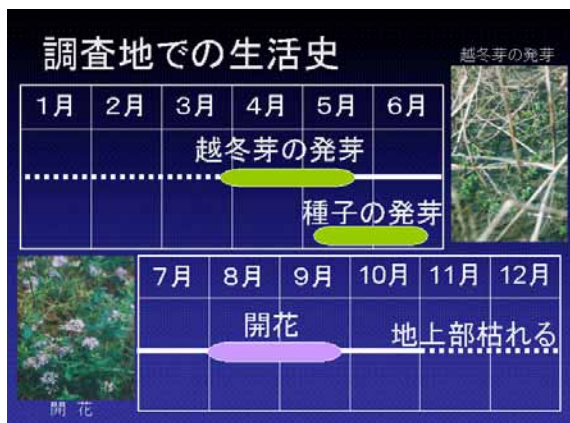 調査地での生活史
越冬芽の発芽
1月 2月 3月 4月 5月 6月
越冬芽の発芽
種子の発芽
7月 8月 9月 10月 11月 12月
開花
地上部枯れる
開 花